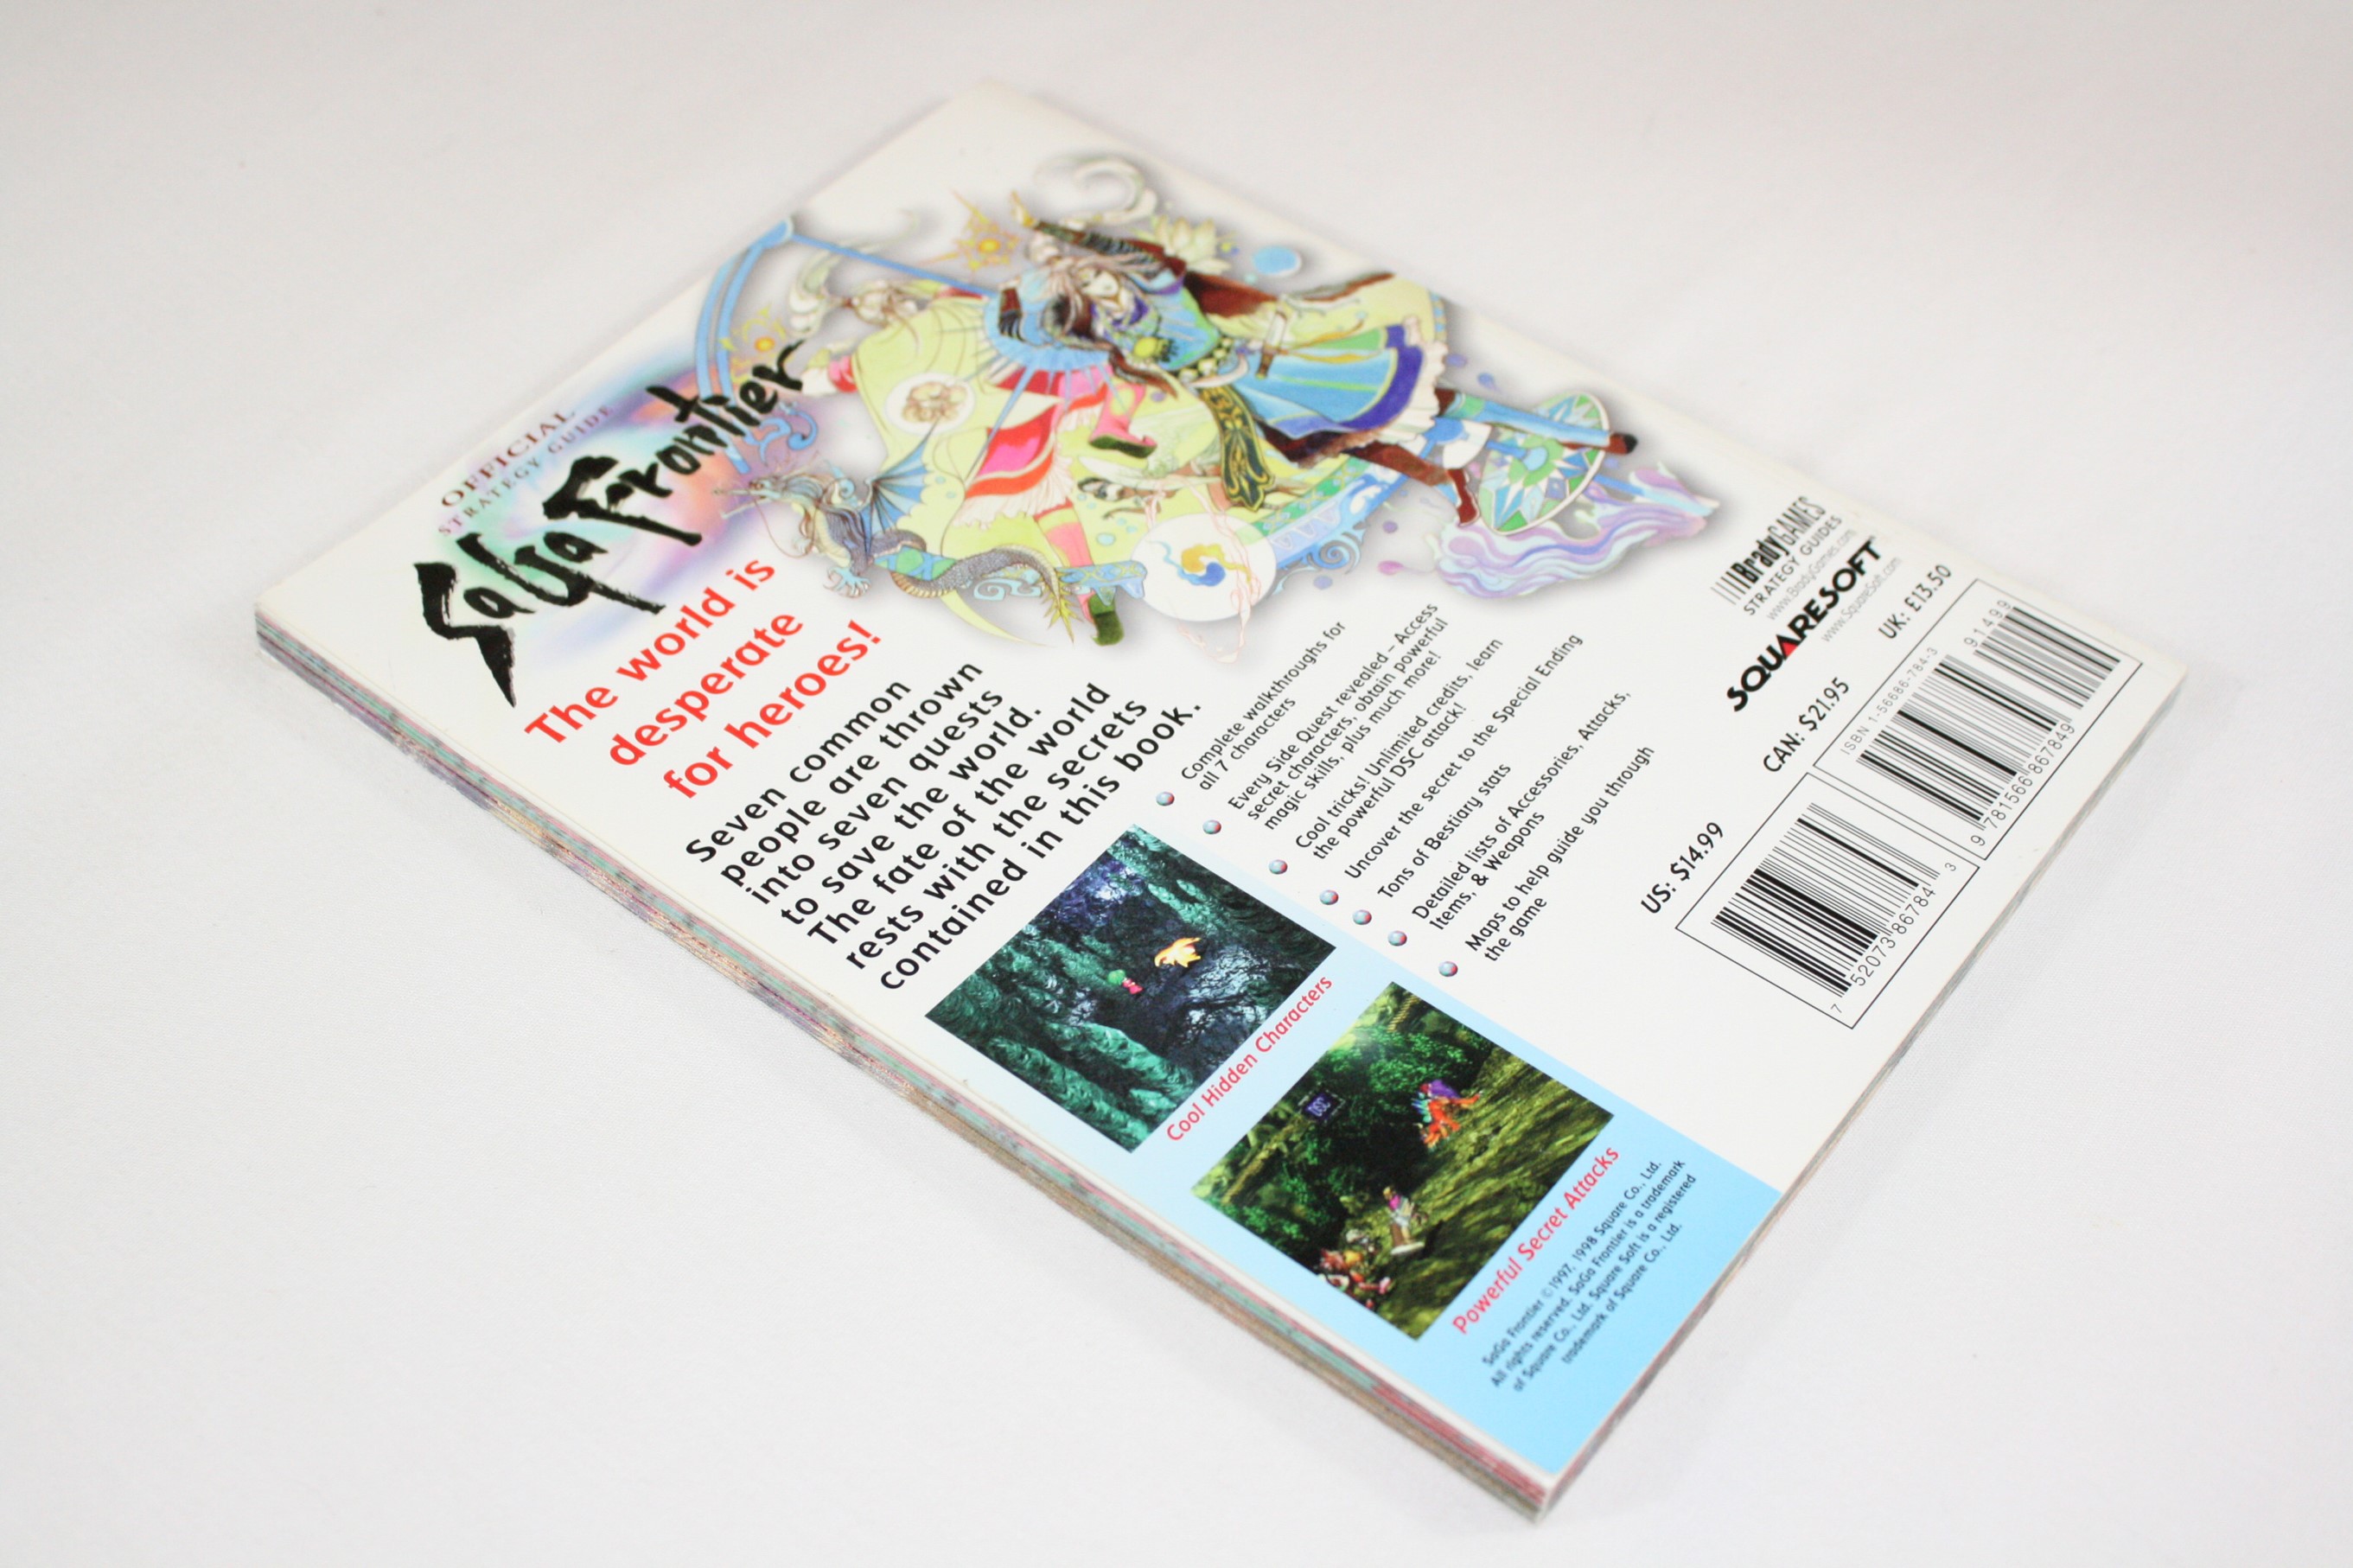 OFFICIAL
STRATEGY GUIDE
SaGa Frontier
The world is
desperate
for heroes!
Seven common
people are thrown
into seven quests
to save the world.
The fate of the world
rests with the secrets
contained in this book.
Complete walkthroughs for
all 7 characters
Every Side Quest revealed – Access
secret characters, obtain powerful
magic skills, plus much more!
Cool tricks! Unlimited credits, learn
the powerful DSC attack!
Uncover the secret to the Special Ending
Tons of Bestiary stats
Detailed lists of Accessories, Attacks,
Items, & Weapons
Maps to help guide you through
the game
Cool Hidden Characters
DSC
Powerful Secret Attacks
SaGa Frontier © 1997, 1998 Square Co., Ltd.
All rights reserved. SaGa Frontier is a trademark
of Square Co., Ltd. Square Soft is a registered
trademark of Square Co., Ltd.
BradyGAMES
STRATEGY GUIDES
www.BradyGames.com
SQUARESOFT
www.SquareSoft.com
US: $14.99
CAN: $21.95
UK: £13.50
ISBN 1-56686-784-3
91499
9 781566 867849
7 52073 86784 3